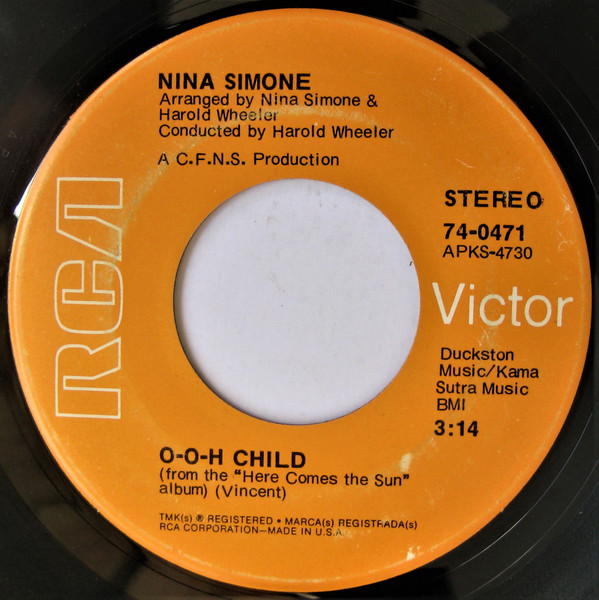 NINA SIMONE
Arranged by Nina Simone &
Harold Wheeler
Conducted by Harold Wheeler
A C.F.N.S. Production
STEREO
74-0471
APKS-4730
RCA
Victor
Duckston
Music/Kama
Sutra Music
BMI
3:14
O-O-H CHILD
(from the "Here Comes the Sun"
album) (Vincent)
TMK(s) ® REGISTERED • MARCA(s) REGISTRADA(s)
RCA CORPORATION—MADE IN U.S.A.